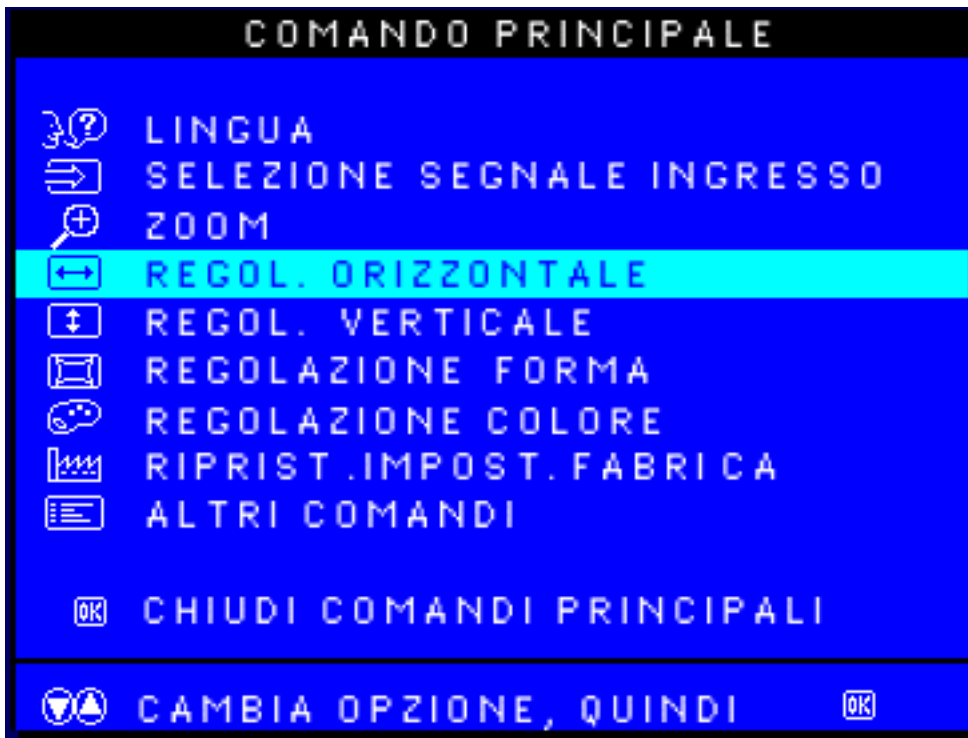 COMANDO PRINCIPALE
LINGUA
SELEZIONE SEGNALE INGRESSO
ZOOM
REGOL. ORIZZONTALE
REGOL. VERTICALE
REGOLAZIONE FORMA
REGOLAZIONE COLORE
RIPRIST.IMPOST.FABRICA
ALTRI COMANDI
OK CHIUDI COMANDI PRINCIPALI
CAMBIA OPZIONE, QUINDI OK